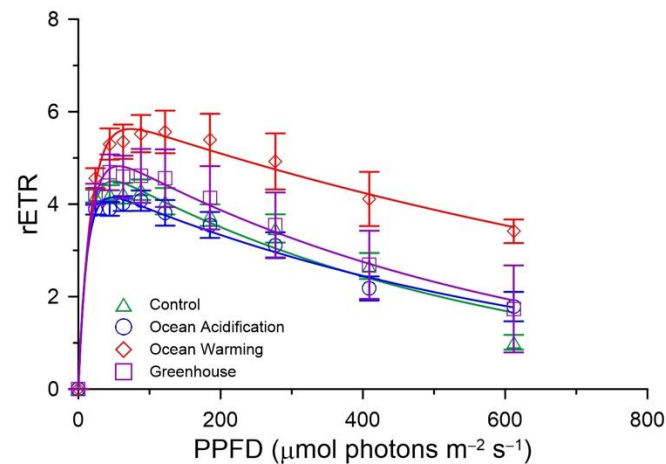 8
6
4
2
0
rETR
Control
Ocean Acidification
Ocean Warming
Greenhouse
0 200 400 600 800
PPFD (μmol photons m⁻² s⁻¹)